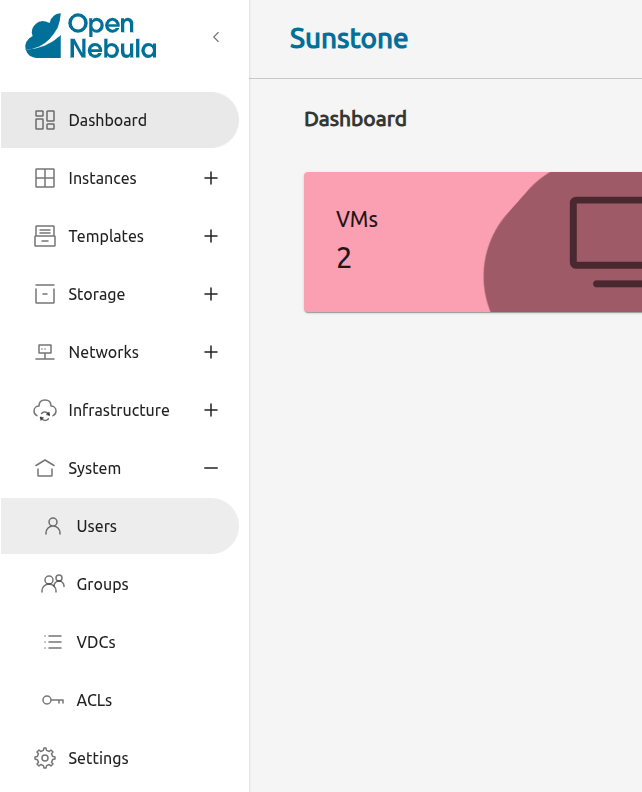 Open
Nebula
Sunstone
Dashboard
Instances
Templates
Storage
Networks
Infrastructure
System
Users
Groups
VDCs
ACLs
Settings
Dashboard
VMs
2